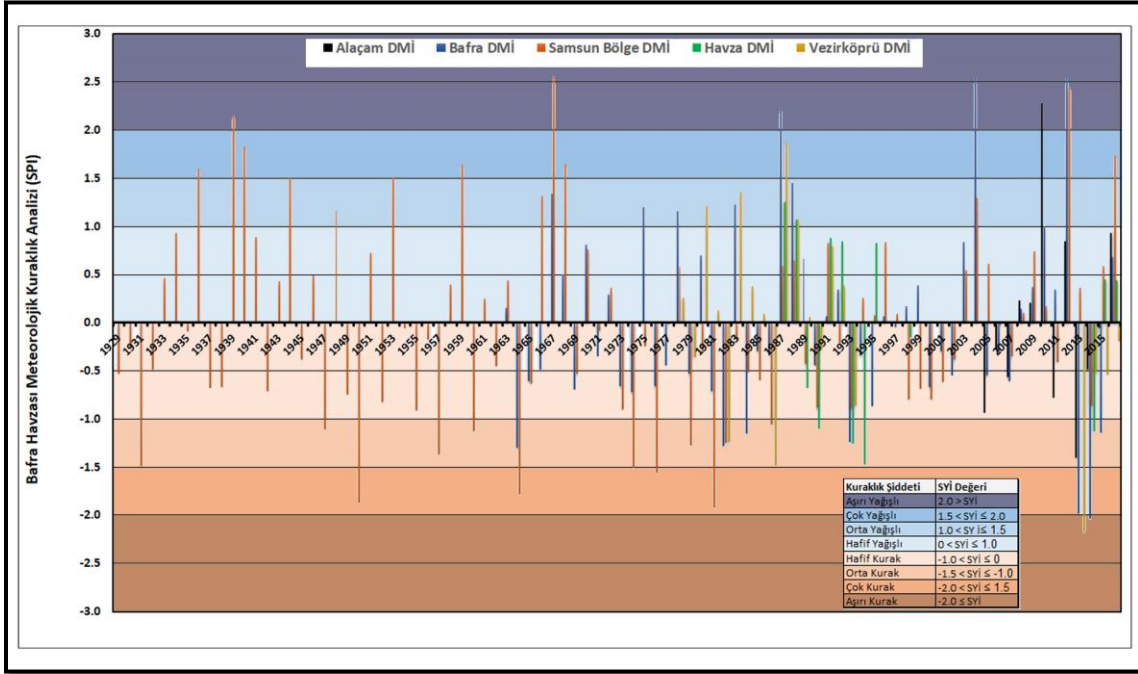 Alaçam DMİ Bafra DMİ Samsun Bölge DMİ Havza DMİ Vezirköprü DMİ
Bafra Havzası Meteorolojik Kuraklık Analizi (SPI)
3.0
2.5
2.0
1.5
1.0
0.5
0.0
-0.5
-1.0
-1.5
-2.0
-2.5
-3.0
1929 1931 1933 1935 1937 1939 1941 1943 1945 1947 1949 1951 1953 1955 1957 1959 1961 1963 1965 1967 1969 1971 1973 1975 1977 1979 1981 1983 1985 1987 1989 1991 1993 1995 1997 1999 2001 2003 2005 2007 2009 2011 2013 2015
Kuraklık Şiddeti SYİ Değeri
Aşırı Yağışlı 2.0 > SYİ
Çok Yağışlı 1.5 < SYİ ≤ 2.0
Orta Yağışlı 1.0 < SYİ ≤ 1.5
Hafif Yağışlı 0 < SYİ ≤ 1.0
Hafif Kurak -1.0 < SYİ ≤ 0
Orta Kurak -1.5 < SYİ ≤ -1.0
Çok Kurak -2.0 < SYİ ≤ 1.5
Aşırı Kurak -2.0 ≤ SYİ